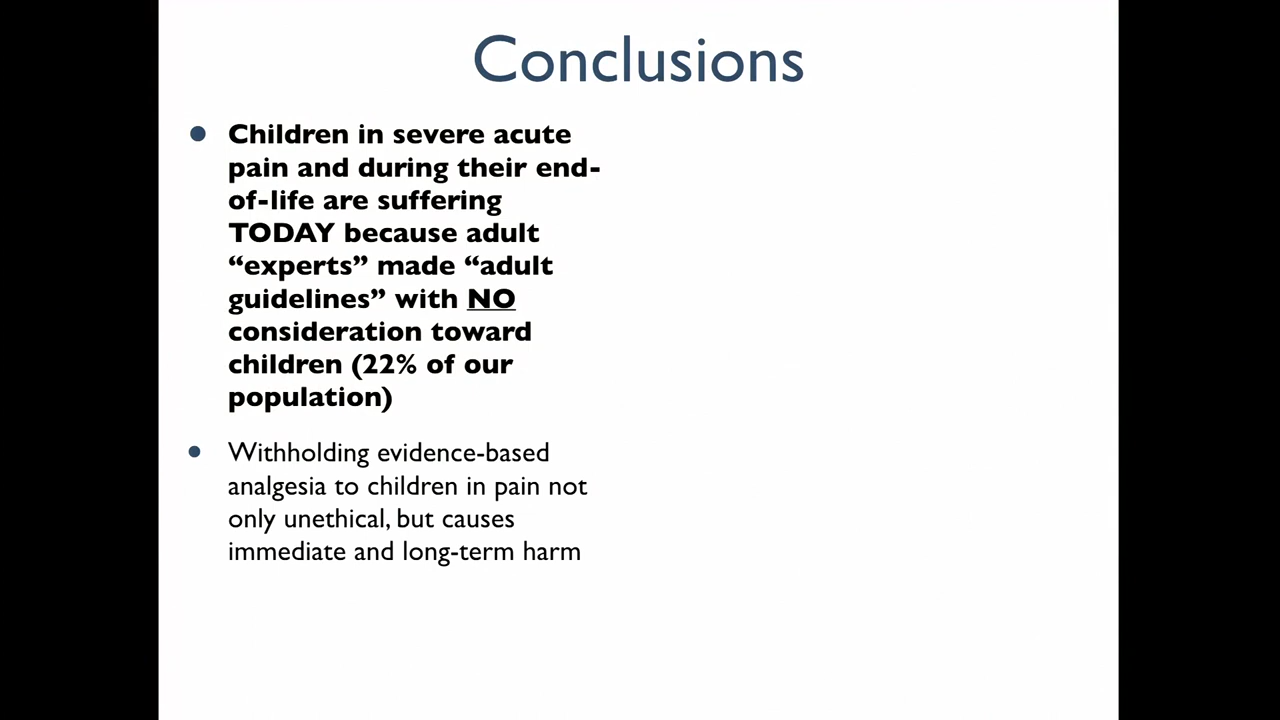 Conclusions
Children in severe acute
pain and during their end-
of-life are suffering
TODAY because adult
“experts” made “adult
guidelines” with NO
consideration toward
children (22% of our
population)
Withholding evidence-based
analgesia to children in pain not
only unethical, but causes
immediate and long-term harm